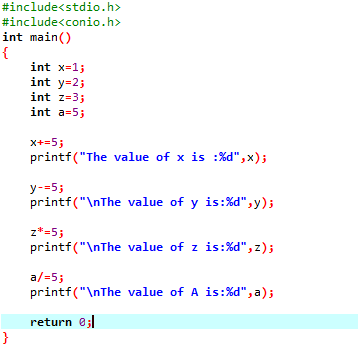 #include<stdio.h>
#include<conio.h>
int main()
{
int x=1;
int y=2;
int z=3;
int a=5;
x+=5;
printf("The value of x is :%d",x);
y-=5;
printf("\nThe value of y is:%d",y);
z*=5;
printf("\nThe value of z is:%d",z);
a/=5;
printf("\nThe value of A is:%d",a);
return 0;
}